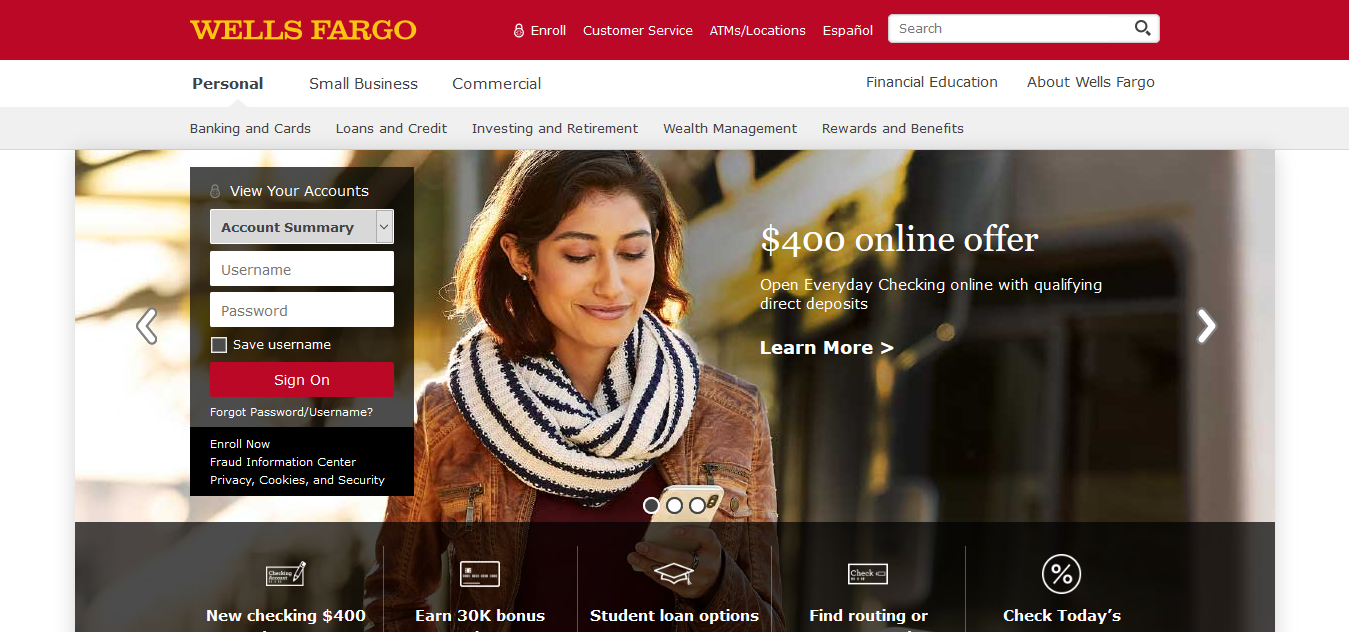 WELLS FARGO
Enroll Customer Service ATMs/Locations Español Search
Personal Small Business Commercial Financial Education About Wells Fargo
Banking and Cards Loans and Credit Investing and Retirement Wealth Management Rewards and Benefits
View Your Accounts
Account Summary
Username
Password
Save username
Sign On
Forgot Password/Username?
Enroll Now
Fraud Information Center
Privacy, Cookies, and Security
$400 online offer
Open Everyday Checking online with qualifying
direct deposits
Learn More >
Checking
Account
Check
New checking $400 Earn 30K bonus Student loan options Find routing or Check Today’s